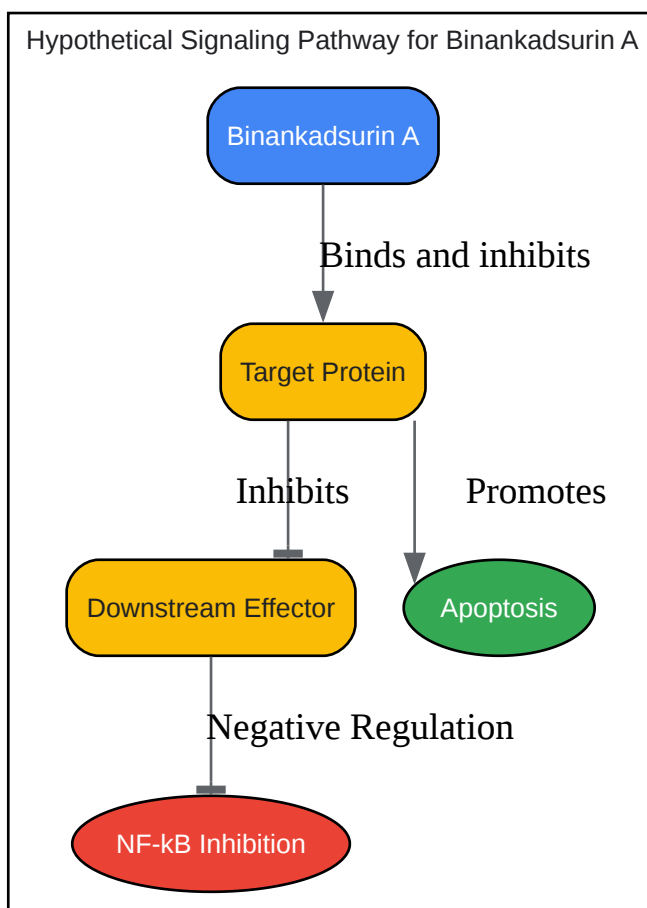 Hypothetical Signaling Pathway for Binankadsurin A
Binankadsurin A
Binds and inhibits
Target Protein
Inhibits
Promotes
Downstream Effector
Apoptosis
Negative Regulation
NF-kB Inhibition